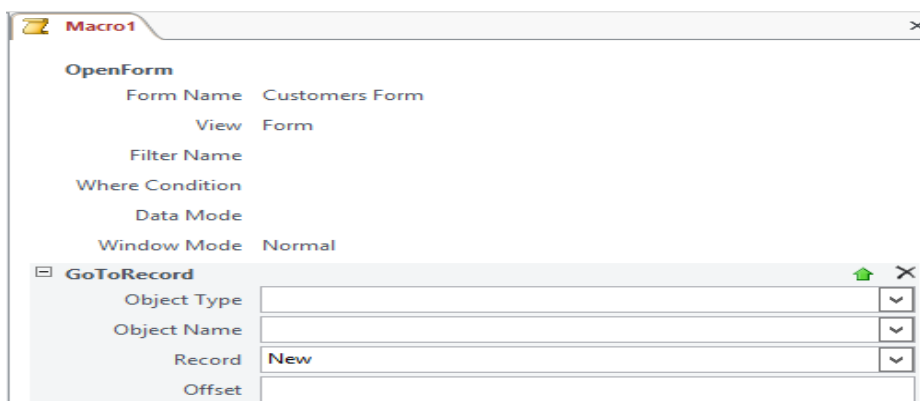 Macro1
OpenForm
Form Name Customers Form
View Form
Filter Name
Where Condition
Data Mode
Window Mode Normal
GoToRecord
Object Type
Object Name
Record New
Offset